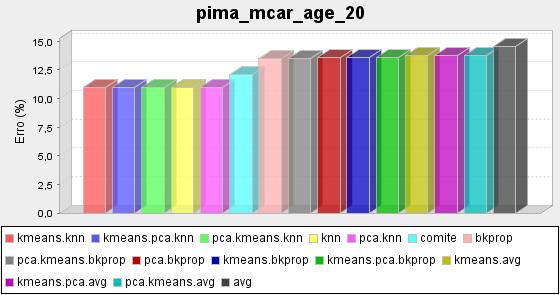 pima_mcar_age_20
15,0
12,5
10,0
7,5
5,0
2,5
0,0
Erro (%)
kmeans.knn kmeans.pca.knn pca.kmeans.knn knn pca.knn comite bkprop
pca.kmeans.bkprop pca.bkprop kmeans.bkprop kmeans.pca.bkprop kmeans.avg
kmeans.pca.avg pca.kmeans.avg avg